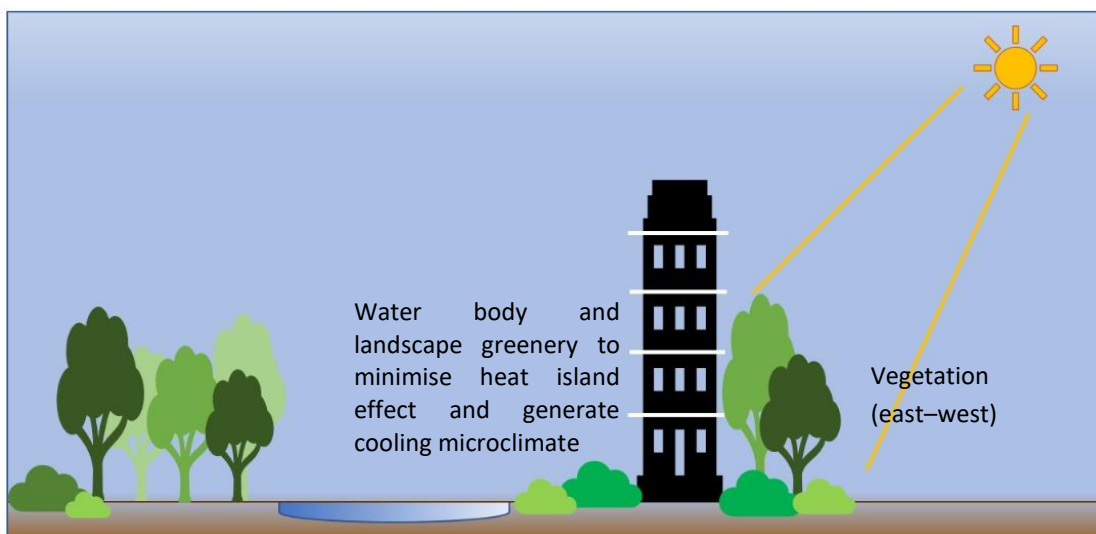 Water body and
landscape greenery to
minimise heat island
effect and generate
cooling microclimate
Vegetation
(east–west)